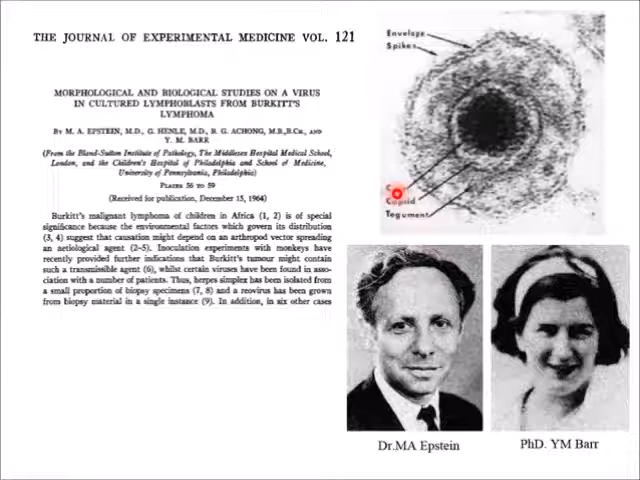 THE JOURNAL OF EXPERIMENTAL MEDICINE VOL. 121
MORPHOLOGICAL AND BIOLOGICAL STUDIES ON A VIRUS
IN CULTURED LYMPHOBLASTS FROM BURKITT'S
LYMPHOMA
BY M. A. EPSTEIN, M.D., G. HENLE, M.D., B. G. ACHONG, M.B., B.CH., AND
Y. M. BARR
(From the Bland-Sutton Institute of Pathology, The Middlesex Hospital Medical School,
London, and the Children's Hospital of Philadelphia and School of Medicine,
University of Pennsylvania, Philadelphia)
PLATES 56 TO 59
(Received for publication, December 15, 1964)
Burkitt's malignant lymphoma of children in Africa (1, 2) is of special
significance because the environmental factors which govern its distribution
(3, 4) suggest that causation might depend on an arthropod vector spreading
an aetiological agent (2-5). Inoculation experiments with monkeys have
recently provided further indications that Burkitt's tumour might contain
such a transmissible agent (6), whilst certain viruses have been found in asso-
ciation with a number of patients. Thus, herpes simplex has been isolated from
a small proportion of biopsy specimens (7, 8) and a reovirus has been grown
from biopsy material in a single instance (9). In addition, in six other cases
Envelope
Spikes
Capsid
Tegument
Dr.MA Epstein
PhD. YM Barr